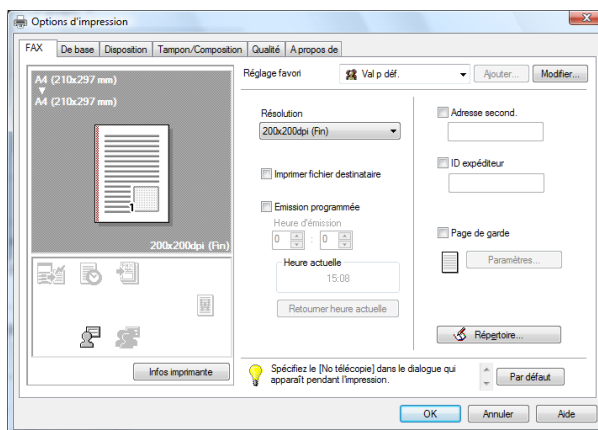 Options d'impression
FAX De base Disposition Tampon/Composition Qualité A propos de
A4 (210x297 mm)
A4 (210x297 mm)
1
200x200dpi (Fin)
Infos imprimante
Réglage favori Val p déf. Ajouter... Modifier...
Résolution
200x200dpi (Fin)
Imprimer fichier destinataire
Emission programmée
Heure d'émission
0 : 0
Heure actuelle
15:08
Retourner heure actuelle
Adresse second.
ID expéditeur
Page de garde
Paramètres...
Répertoire...
Spécifiez le [No télécopie] dans le dialogue qui
apparaît pendant l'impression.
Par défaut
OK Annuler Aide